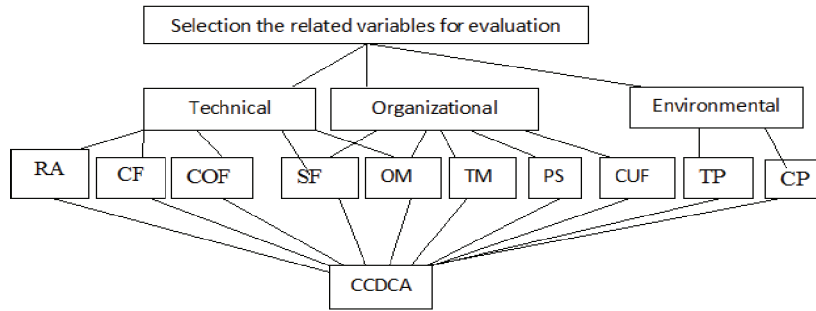 Selection the related variables for evaluation
Technical
Organizational
Environmental
RA
CF
COF
SF
OM
TM
PS
CUF
TP
CP
CCDCA